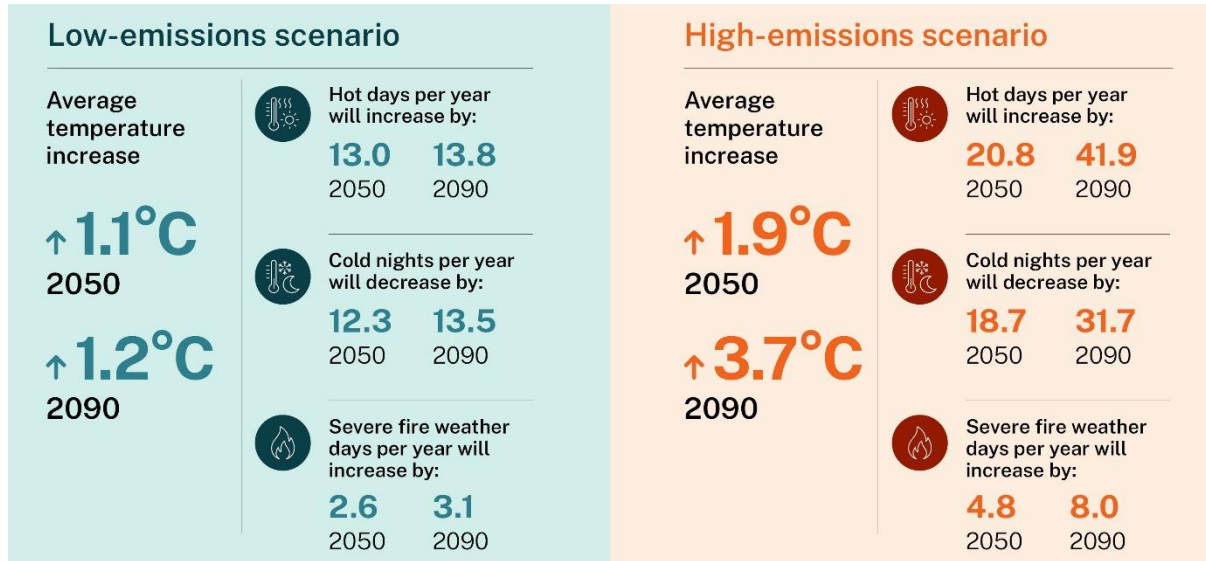 Low-emissions scenario
Average
temperature
increase
↑ 1.1°C
2050
↑ 1.2°C
2090
Hot days per year
will increase by:
13.0 13.8
2050 2090
Cold nights per year
will decrease by:
12.3 13.5
2050 2090
Severe fire weather
days per year will
increase by:
2.6 3.1
2050 2090
High-emissions scenario
Average
temperature
increase
↑ 1.9°C
2050
↑ 3.7°C
2090
Hot days per year
will increase by:
20.8 41.9
2050 2090
Cold nights per year
will decrease by:
18.7 31.7
2050 2090
Severe fire weather
days per year will
increase by:
4.8 8.0
2050 2090